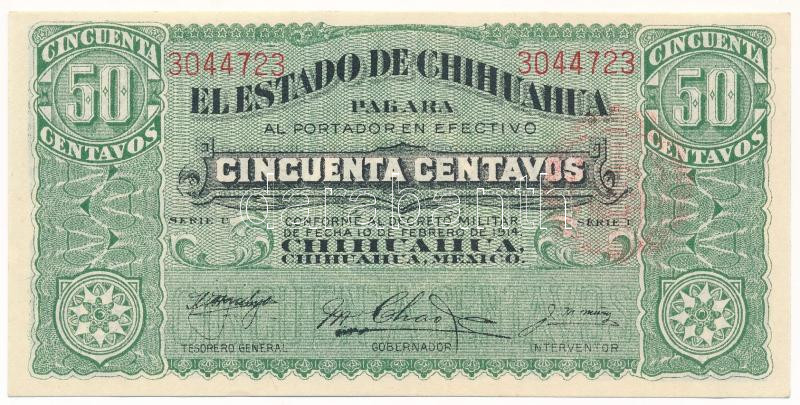 CINCUENTA
50
CENTAVOS
3044723
3044723
CINCUENTA
50
CENTAVOS
EL ESTADO DE CHIHUAHUA
PAGARA
AL PORTADOR EN EFECTIVO
CINCUENTA CENTAVOS
darabanth
SERIE
SERIE
CONFORME AL DECRETO MILITAR
DE FECHA 10 DE FEBRERO DE 1914.
CHIHUAHUA,
CHIHUAHUA, MEXICO.
TESORERO GENERAL
GOBERNADOR
INTERVENTOR